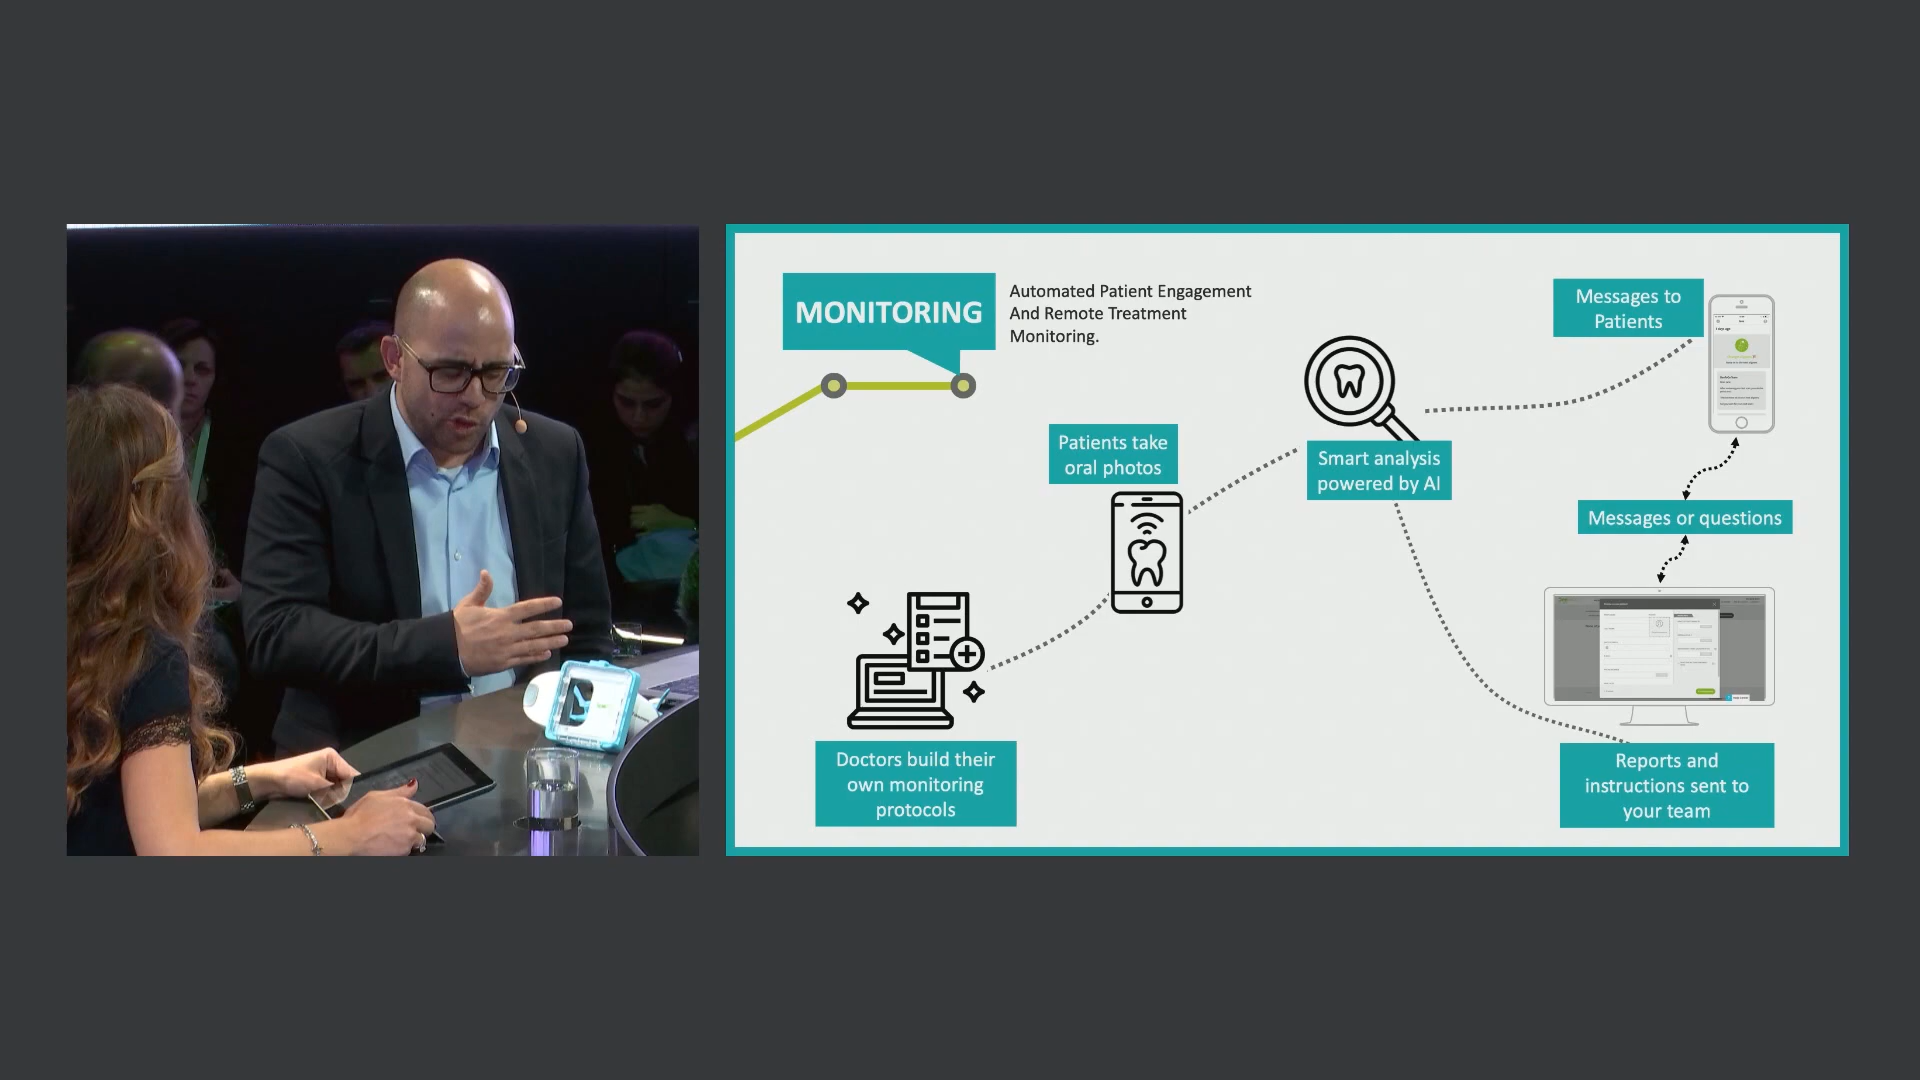 MONITORING
Automated Patient Engagement
And Remote Treatment
Monitoring.
Messages to
Patients
Patients take
oral photos
Smart analysis
powered by AI
Messages or questions
Doctors build their
own monitoring
protocols
Reports and
instructions sent to
your team